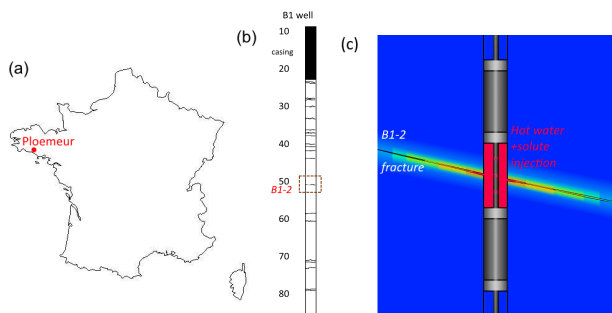 (a)
Ploemeur
(b)
B1 well
10
casing
20
30
40
50
B1-2
60
70
80
(c)
B1-2
fracture
Hot water
+solute
injection